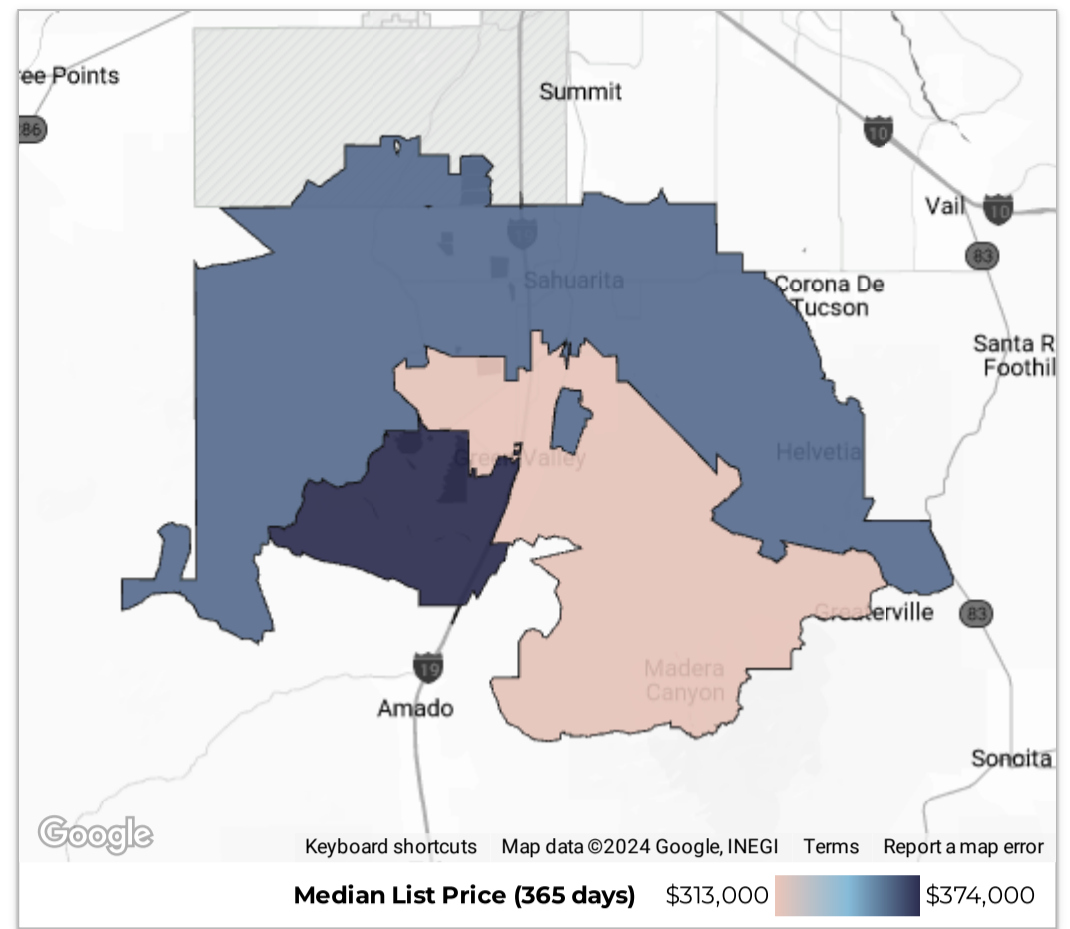 ree Points
86
Summit
10
Vail
10
83
19
Sahuarita
Corona De
Tucson
Santa R
Foothil
Green Valley
Helvetia
Greaterville
83
Madera
Canyon
19
Amado
Sonoita
Google
Keyboard shortcuts
Map data ©2024 Google, INEGI
Terms
Report a map error
Median List Price (365 days) $313,000 $374,000